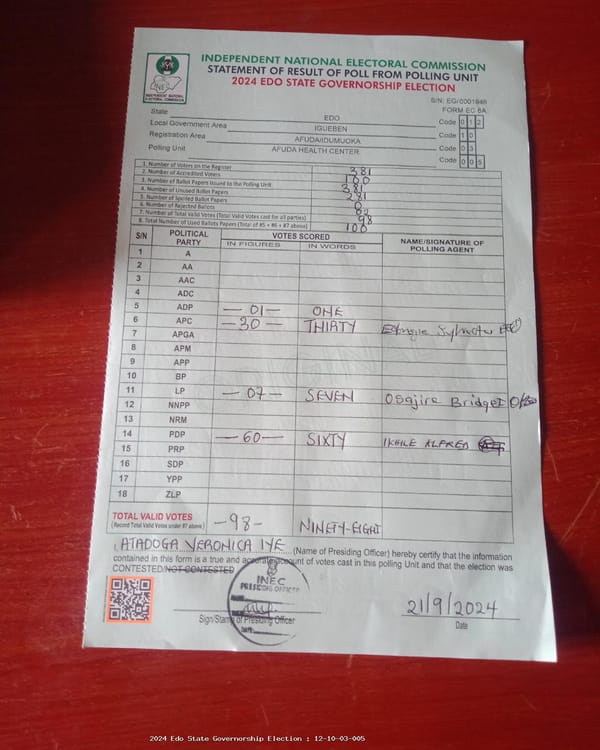 INDEPENDENT NATIONAL ELECTORAL COMMISSION
STATEMENT OF RESULT OF POLL FROM POLLING UNIT
2024 EDO STATE GOVERNORSHIP ELECTION
INEC
INDEPENDENT NATIONAL ELECTORAL COMMISSION
S/N: EG/0001848
FORM EC 8A
State EDO Code 0 1 2
Local Government Area IGUEBEN Code 1 0
Registration Area AFUDA/IDUMUOKA Code 0 3
Polling Unit AFUDA HEALTH CENTER Code 0 0 5
1. Number of Voters on the Register 381
2. Number of Accredited Voters 100
3. Number of Ballot Papers Issued to the Polling Unit 381
4. Number of Unused Ballot Papers 281
5. Number of Spoiled Ballot Papers 0
6. Number of Rejected Ballots 02
7. Number of Total Valid Votes (Total Valid Votes cast for all parties) 98
8. Total Number of Used Ballots Papers (Total of #5 + #6 + #7 above) 100
S/N POLITICAL PARTY VOTES SCORED NAME/SIGNATURE OF POLLING AGENT
IN FIGURES IN WORDS
1 A
2 AA
3 AAC
4 ADC
5 ADP — 01 — ONE
6 APC — 30 — THIRTY
7 APGA
8 APM
9 APP
10 BP
11 LP — 07 — SEVEN Osajire Bridget
12 NNPP
13 NRM
14 PDP — 60 — SIXTY IKHILE ALFRED
15 PRP
16 SDP
17 YPP
18 ZLP
TOTAL VALID VOTES - 98 - NINETY-EIGHT
(Record Total Valid Votes under #7 above)
I, ATADOGA VERONICA IYE (Name of Presiding Officer) hereby certify that the information
contained in this form is a true and accurate account of votes cast in this polling Unit and that the election was
CONTESTED/NOT CONTESTED
INEC
PRESIDING OFFICER
DATE
Sign/Stamp of Presiding Officer
21/9/2024
Date
2024 Edo State Governorship Election : 12-10-03-005